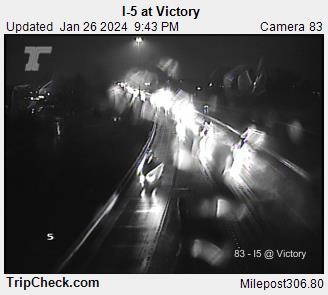 I-5 at Victory
Updated Jan 26 2024 9:43 PM Camera 83
T
S
83 - I5 @ Victory
TripCheck.com Milepost306.80